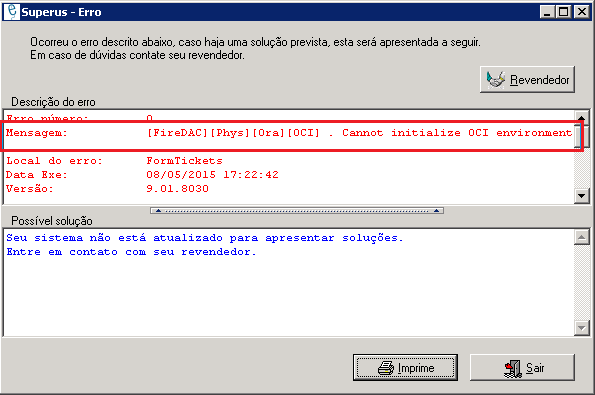 Superus - Erro
Ocorreu o erro descrito abaixo, caso haja uma solução prevista, esta será apresentada a seguir.
Em caso de dúvidas contate seu revendedor.
Revendedor
Descrição do erro
Erro número: 0
Mensagem: [FireDAC][Phys][Ora][OCI] . Cannot initialize OCI environment
Local do erro: FormTickets
Data Exe: 08/05/2015 17:22:42
Versão: 9.01.8030
Possível solução
Seu sistema não está atualizado para apresentar soluções.
Entre em contato com seu revendedor.
Imprime
Sair